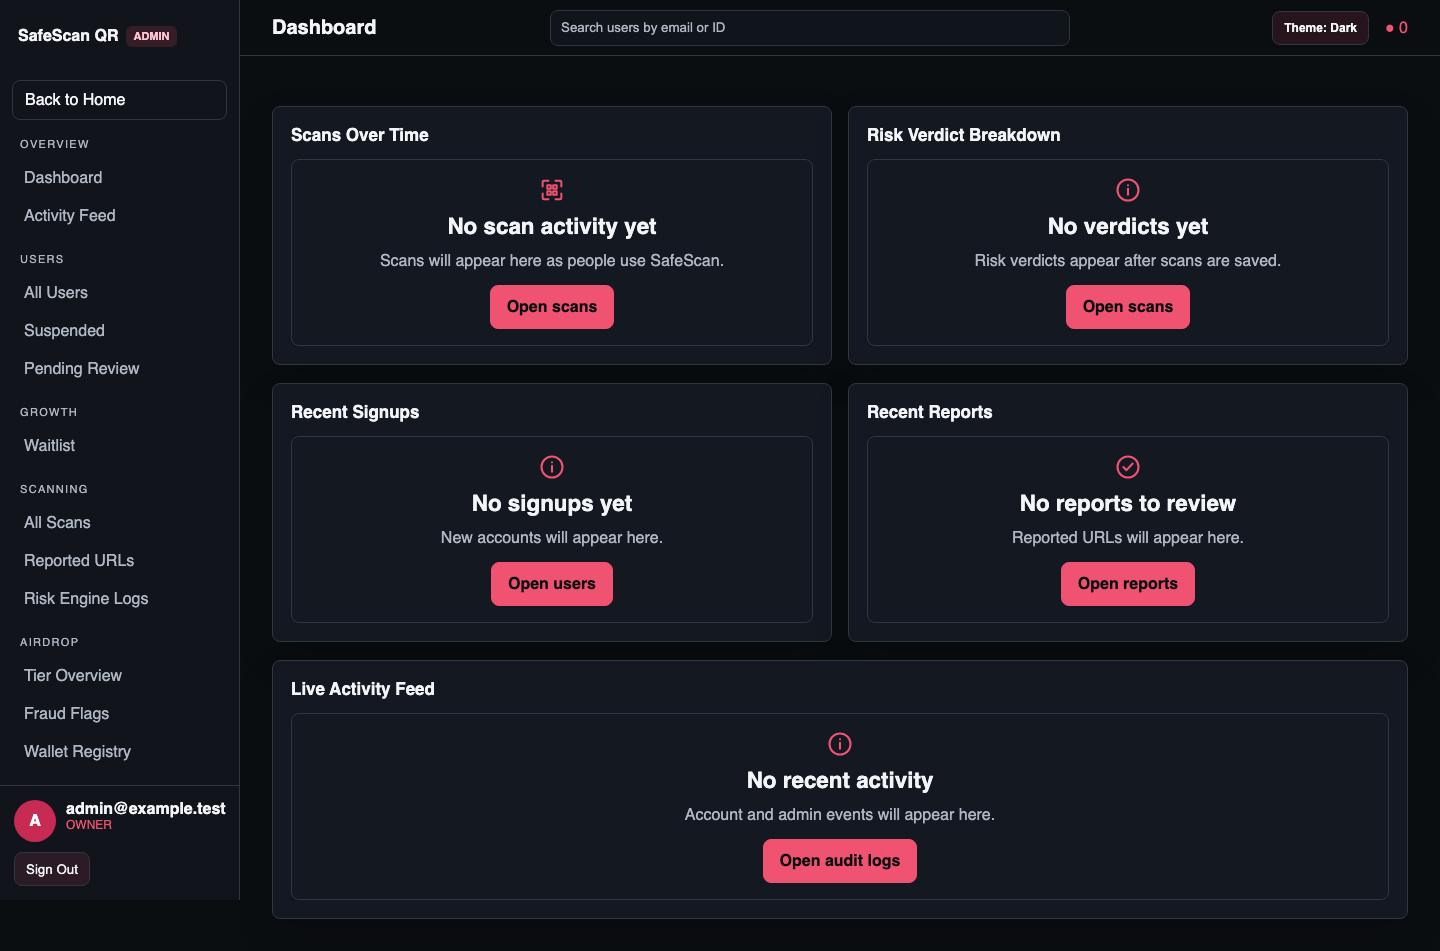 SafeScan QR ADMIN
Back to Home
OVERVIEW
Dashboard
Activity Feed
USERS
All Users
Suspended
Pending Review
GROWTH
Waitlist
SCANNING
All Scans
Reported URLs
Risk Engine Logs
AIRDROP
Tier Overview
Fraud Flags
Wallet Registry
A
admin@example.test
OWNER
Sign Out
Dashboard
Search users by email or ID
Theme: Dark
0
Scans Over Time
No scan activity yet
Scans will appear here as people use SafeScan.
Open scans
Risk Verdict Breakdown
No verdicts yet
Risk verdicts appear after scans are saved.
Open scans
Recent Signups
No signups yet
New accounts will appear here.
Open users
Recent Reports
No reports to review
Reported URLs will appear here.
Open reports
Live Activity Feed
No recent activity
Account and admin events will appear here.
Open audit logs